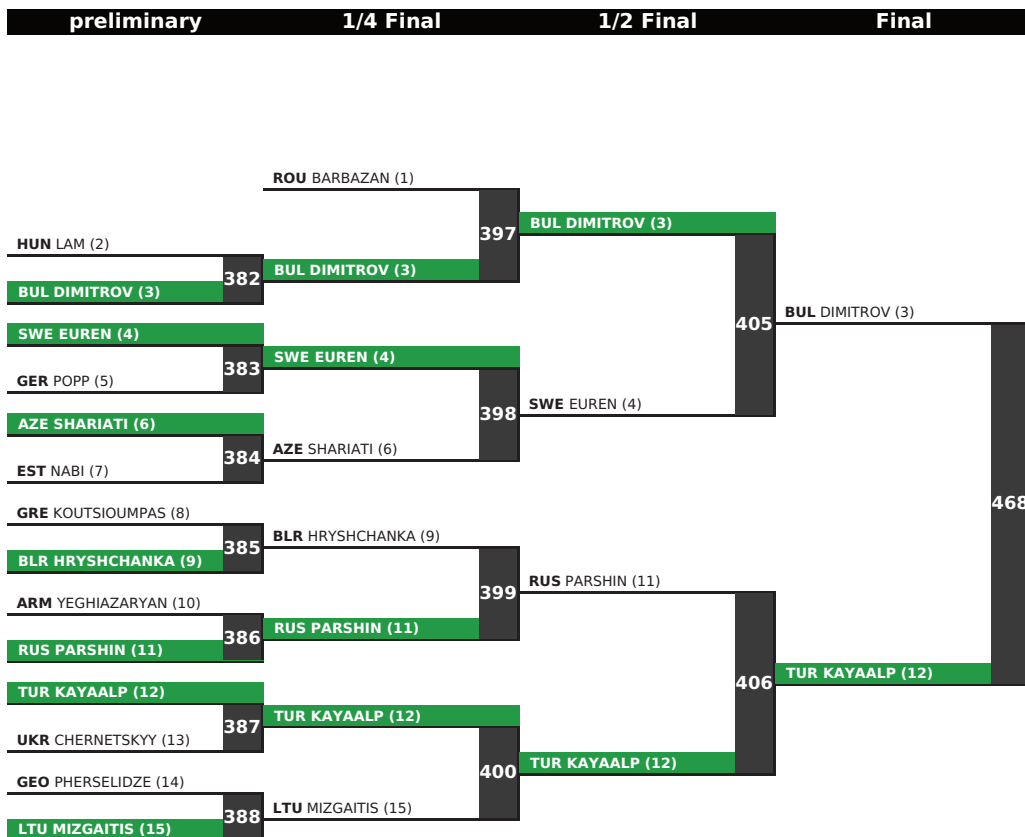 preliminary 1/4 Final 1/2 Final Final
ROU BARBAZAN (1)
397
BUL DIMITROV (3)
HUN LAM (2)
382
BUL DIMITROV (3)
BUL DIMITROV (3)
405
BUL DIMITROV (3)
SWE EUREN (4)
383
SWE EUREN (4)
GER POPP (5)
398
SWE EUREN (4)
AZE SHARIATI (6)
384
AZE SHARIATI (6)
EST NABI (7)
468
GRE KOUTSIOUMPAS (8)
385
BLR HRYSHCHANKA (9)
BLR HRYSHCHANKA (9)
399
RUS PARSHIN (11)
ARM YEGHIAZARYAN (10)
386
RUS PARSHIN (11)
RUS PARSHIN (11)
406
TUR KAYAALP (12)
TUR KAYAALP (12)
387
TUR KAYAALP (12)
UKR CHERNETSKYY (13)
400
TUR KAYAALP (12)
GEO PHERSELIDZE (14)
388
LTU MIZGAITIS (15)
LTU MIZGAITIS (15)